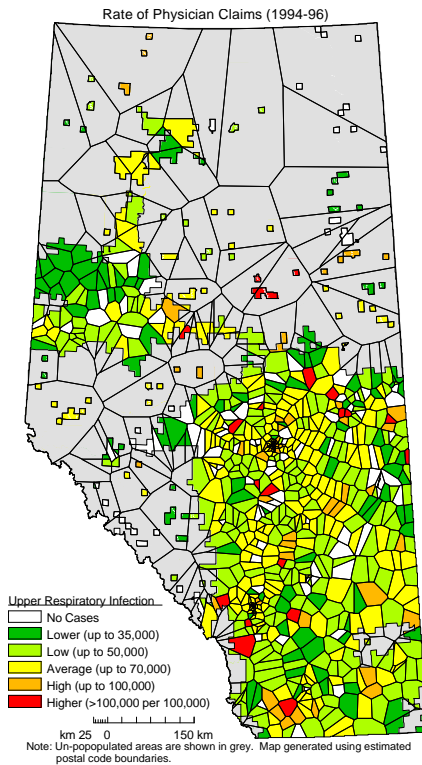 Rate of Physician Claims (1994-96)
Upper Respiratory Infection
No Cases
Lower (up to 35,000)
Low (up to 50,000)
Average (up to 70,000)
High (up to 100,000)
Higher (>100,000 per 100,000)
km 25 0 150 km
Note: Un-popopulated areas are shown in grey. Map generated using estimated
postal code boundaries.